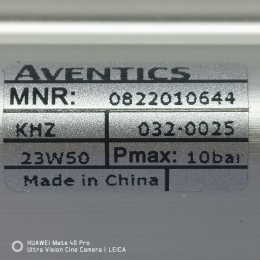 AVENTICS
MNR: 0822010644
KHZ 032-0025
23W50 Pmax: 10bar
Made in China
HUAWEI Mate 40 Pro
Ultra Vision Cine Camera | LEICA